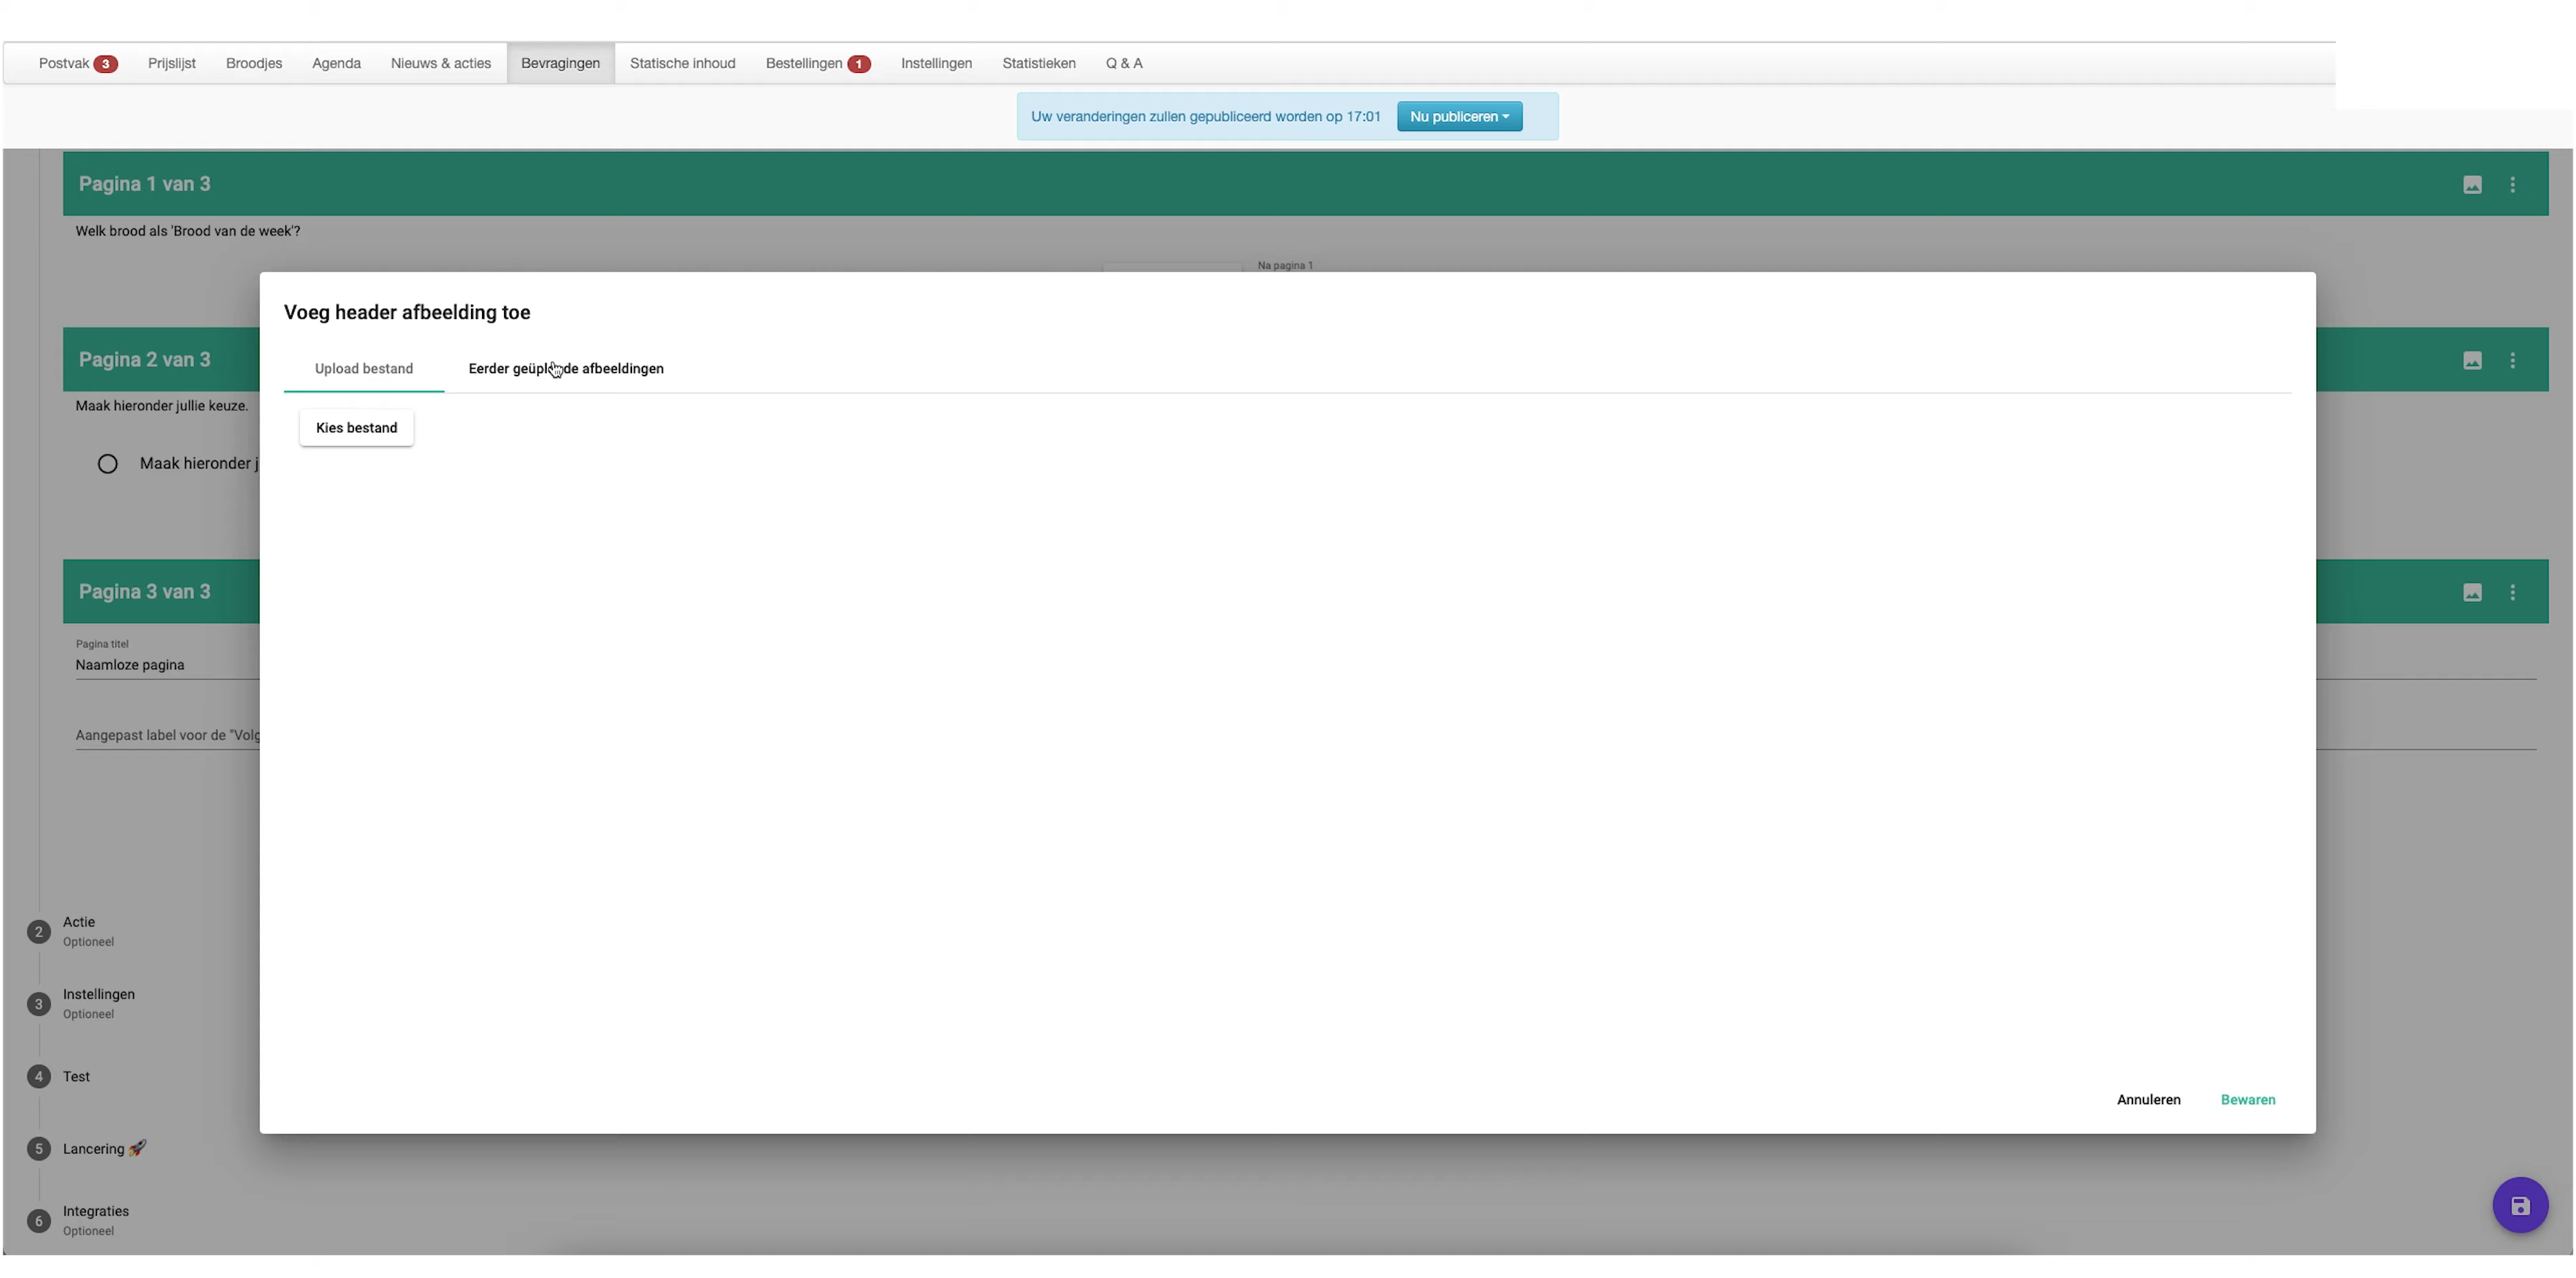 Postvak 3 Prijslijst Broodjes Agenda Nieuws & acties Bevragingen Statische inhoud Bestellingen 1 Instellingen Statistieken Q & A
Uw veranderingen zullen gepubliceerd worden op 17:01 Nu publiceren
Pagina 1 van 3
Welk brood als 'Brood van de week'?
Na pagina 1
Voeg header afbeelding toe
Pagina 2 van 3
Upload bestand Eerder geüploade afbeeldingen
Maak hieronder jullie keuze.
Kies bestand
Maak hieronder j
Pagina 3 van 3
Pagina titel
Naamloze pagina
Aangepast label voor de "Volg
2 Actie
Optioneel
3 Instellingen
Optioneel
4 Test
Annuleren Bewaren
5 Lancering 🚀
6 Integraties
Optioneel